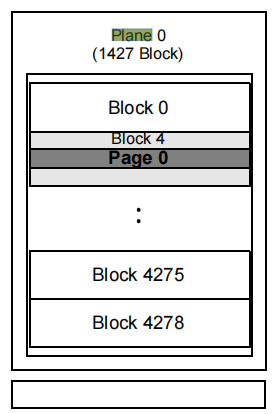 Plane 0
(1427 Block)
Block 0
Block 4
Page 0
:
Block 4275
Block 4278